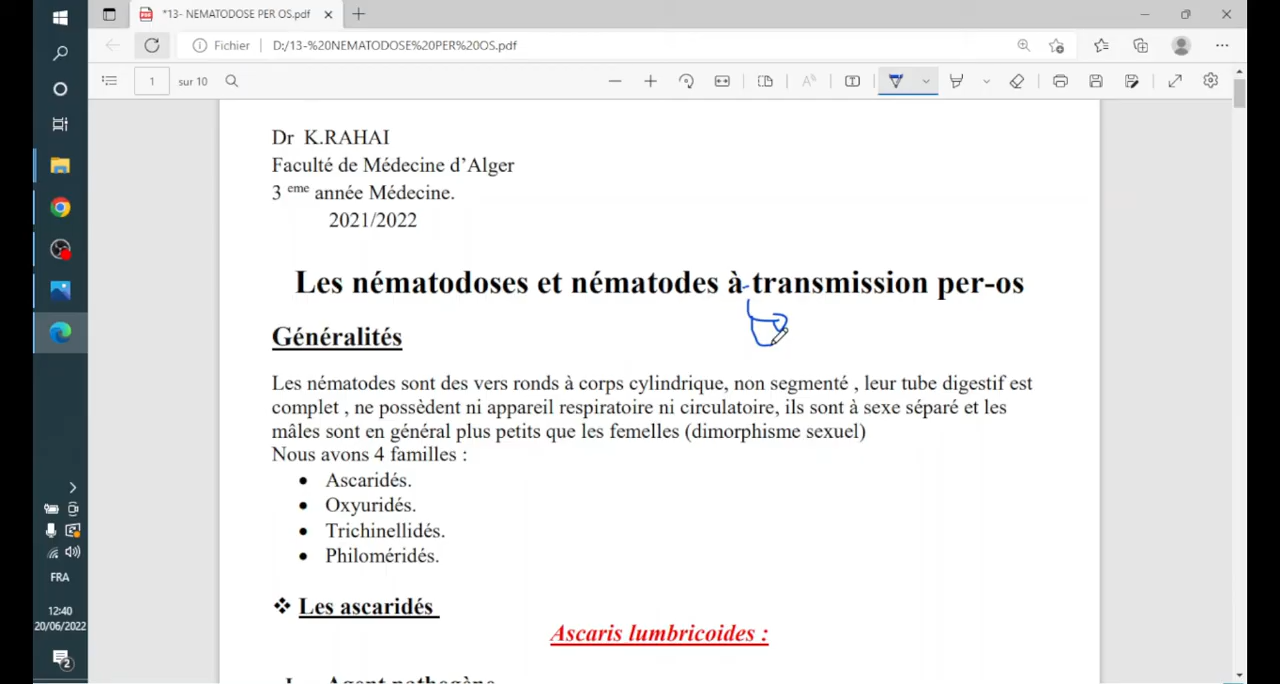 *13- NEMATODOSE PER OS.pdf
Fichier
D:/13-%20NEMATODOSE%20PER%20OS.pdf
1
sur 10
Dr K.RAHAI
Faculté de Médecine d'Alger
3 eme année Médecine.
2021/2022
Les nématodoses et nématodes à transmission per-os
Généralités
Les nématodes sont des vers ronds à corps cylindrique, non segmenté , leur tube digestif est
complet , ne possèdent ni appareil respiratoire ni circulatoire, ils sont à sexe séparé et les
mâles sont en général plus petits que les femelles (dimorphisme sexuel)
Nous avons 4 familles :
• Ascaridés.
• Oxyuridés.
• Trichinellidés.
• Philoméridés.
❖ Les ascaridés
Ascaris lumbricoides :
I. Agent pathogène
FRA
12:40
20/06/2022
2